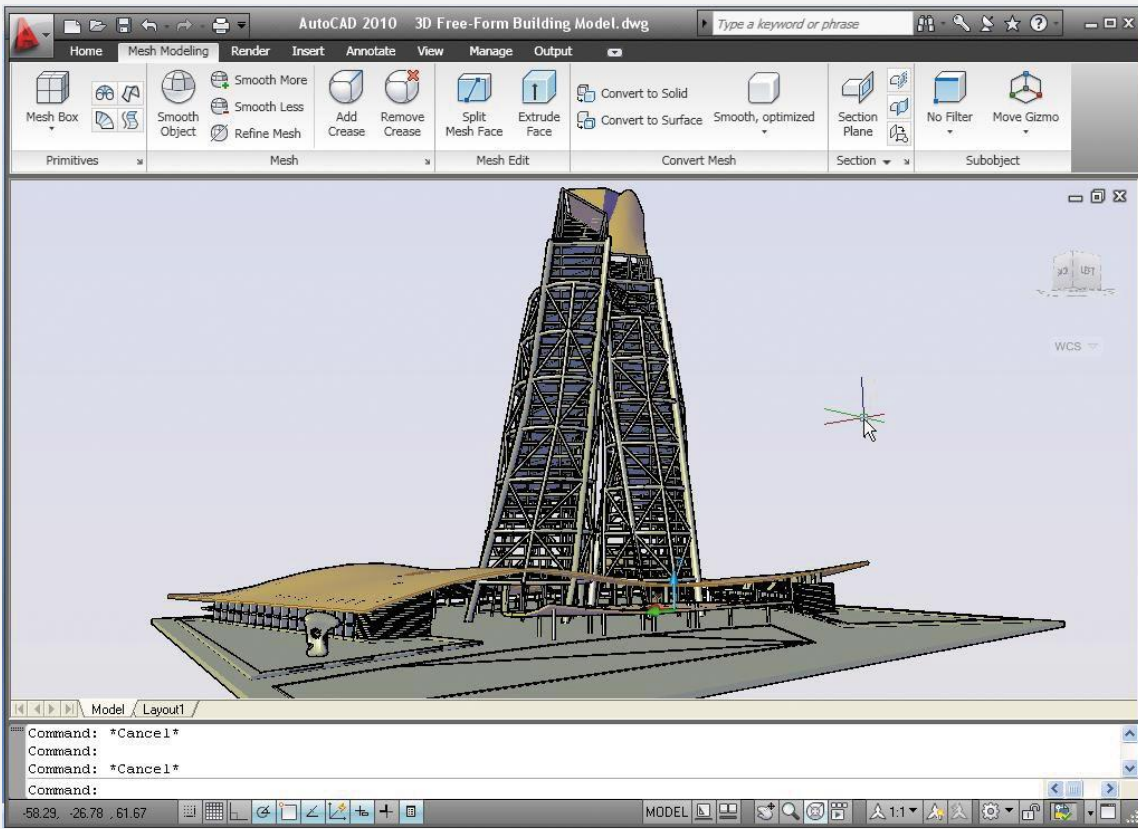 AutoCAD 2010 3D Free-Form Building Model.dwg
Type a keyword or phrase
Home Mesh Modeling Render Insert Annotate View Manage Output
Mesh Box
Smooth Object
Smooth More
Smooth Less
Refine Mesh
Add Crease
Remove Crease
Split Mesh Face
Extrude Face
Convert to Solid
Convert to Surface
Smooth, optimized
Section Plane
No Filter
Move Gizmo
Primitives Mesh Mesh Edit Convert Mesh Section Subobject
WCS
Model Layout1
Command: *Cancel*
Command:
Command: *Cancel*
Command:
-58.29, -26.78 , 61.67 MODEL 1:1